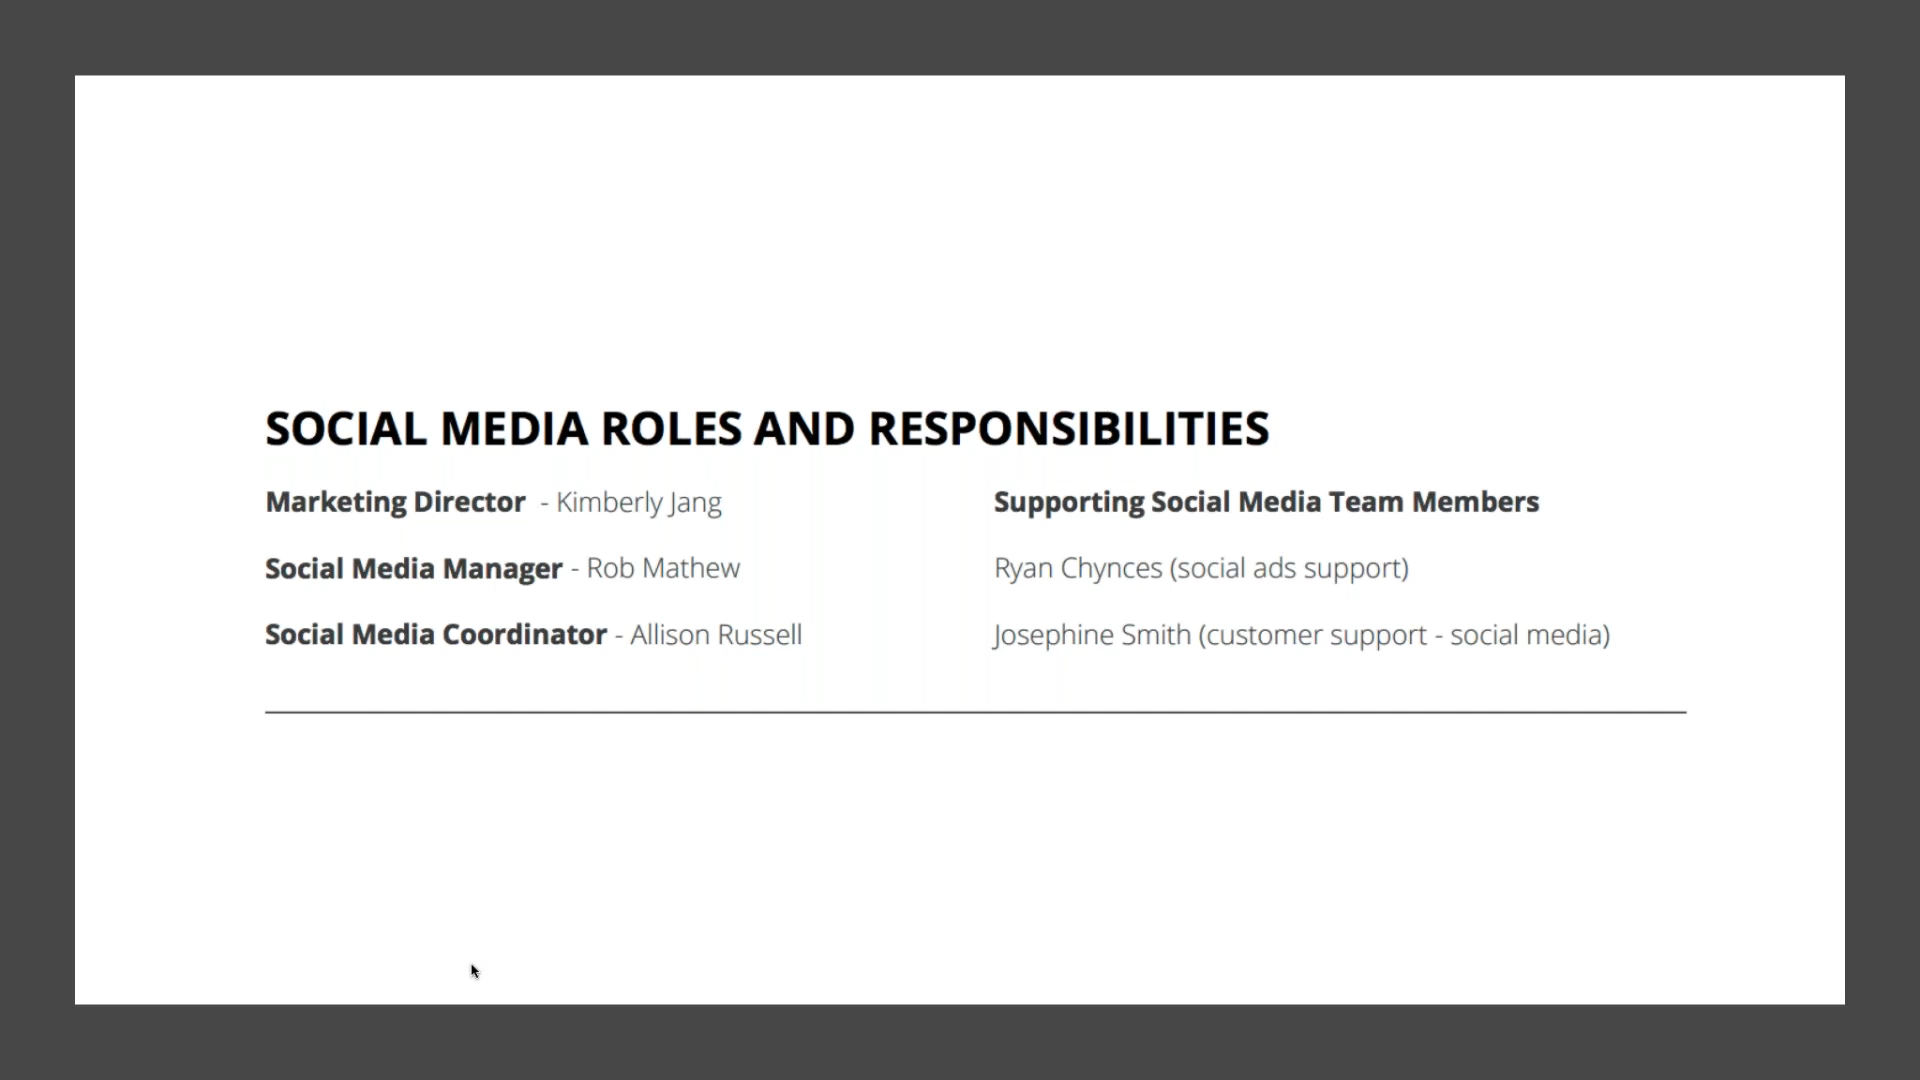 SOCIAL MEDIA ROLES AND RESPONSIBILITIES
Marketing Director - Kimberly Jang
Social Media Manager - Rob Mathew
Social Media Coordinator - Allison Russell
Supporting Social Media Team Members
Ryan Chynces (social ads support)
Josephine Smith (customer support - social media)